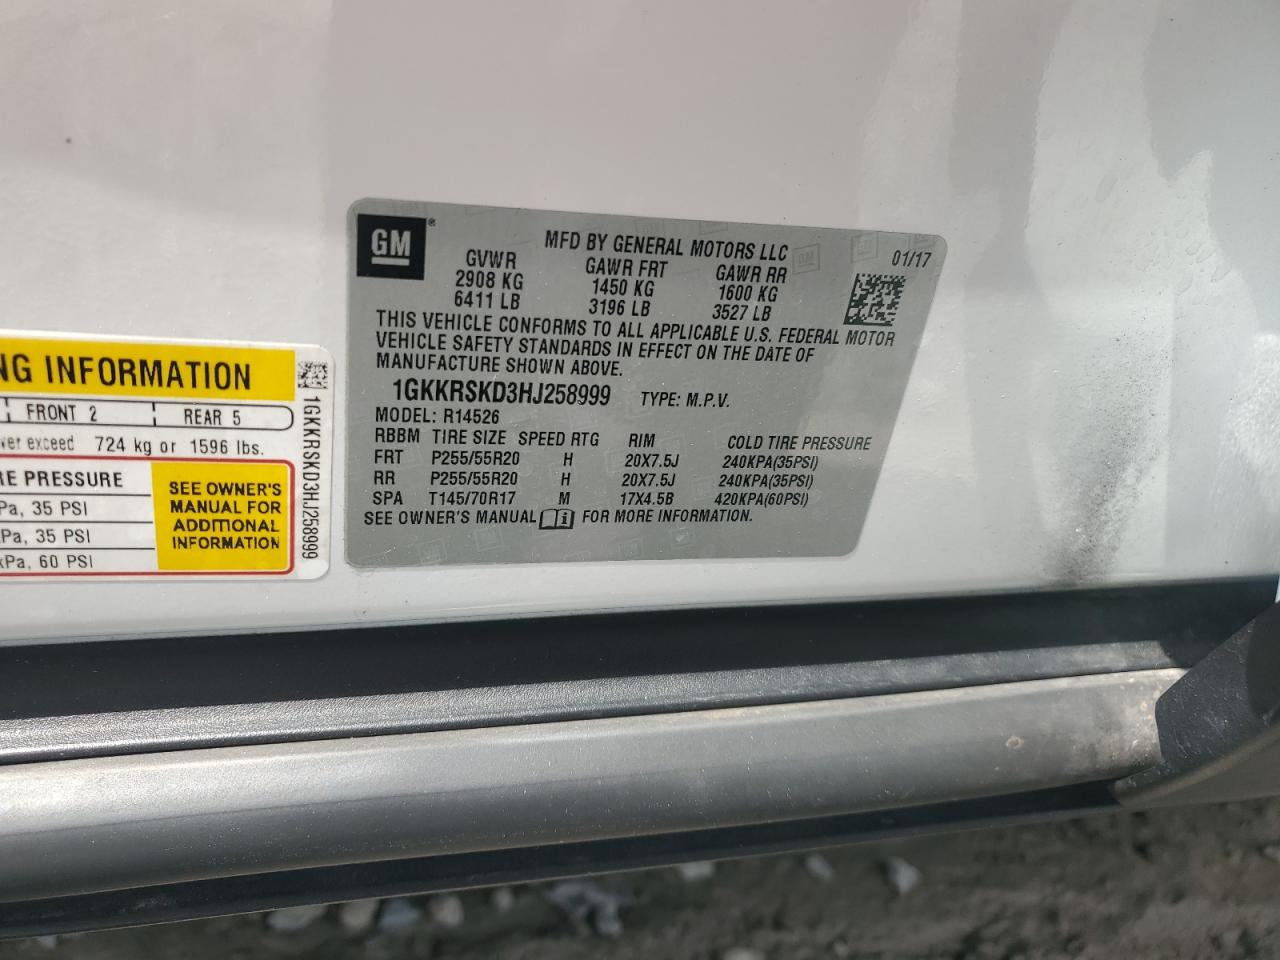 GM®
MFD BY GENERAL MOTORS LLC
01/17
GVWR GAWR FRT GAWR RR
2908 KG 1450 KG 1600 KG
6411 LB 3196 LB 3527 LB
THIS VEHICLE CONFORMS TO ALL APPLICABLE U.S. FEDERAL MOTOR
VEHICLE SAFETY STANDARDS IN EFFECT ON THE DATE OF
MANUFACTURE SHOWN ABOVE.
1GKKRSKD3HJ258999 TYPE: M.P.V.
MODEL: R14526
RBBM TIRE SIZE SPEED RTG RIM COLD TIRE PRESSURE
FRT P255/55R20 H 20X7.5J 240KPA(35PSI)
RR P255/55R20 H 20X7.5J 240KPA(35PSI)
SPA T145/70R17 M 17X4.5B 420KPA(60PSI)
SEE OWNER'S MANUAL FOR MORE INFORMATION.
NG INFORMATION
FRONT 2 REAR 5
ver exceed 724 kg or 1596 lbs.
RE PRESSURE
Pa, 35 PSI
Pa, 35 PSI
kPa, 60 PSI
SEE OWNER'S
MANUAL FOR
ADDITIONAL
INFORMATION
1GKKRSKD3HJ258999